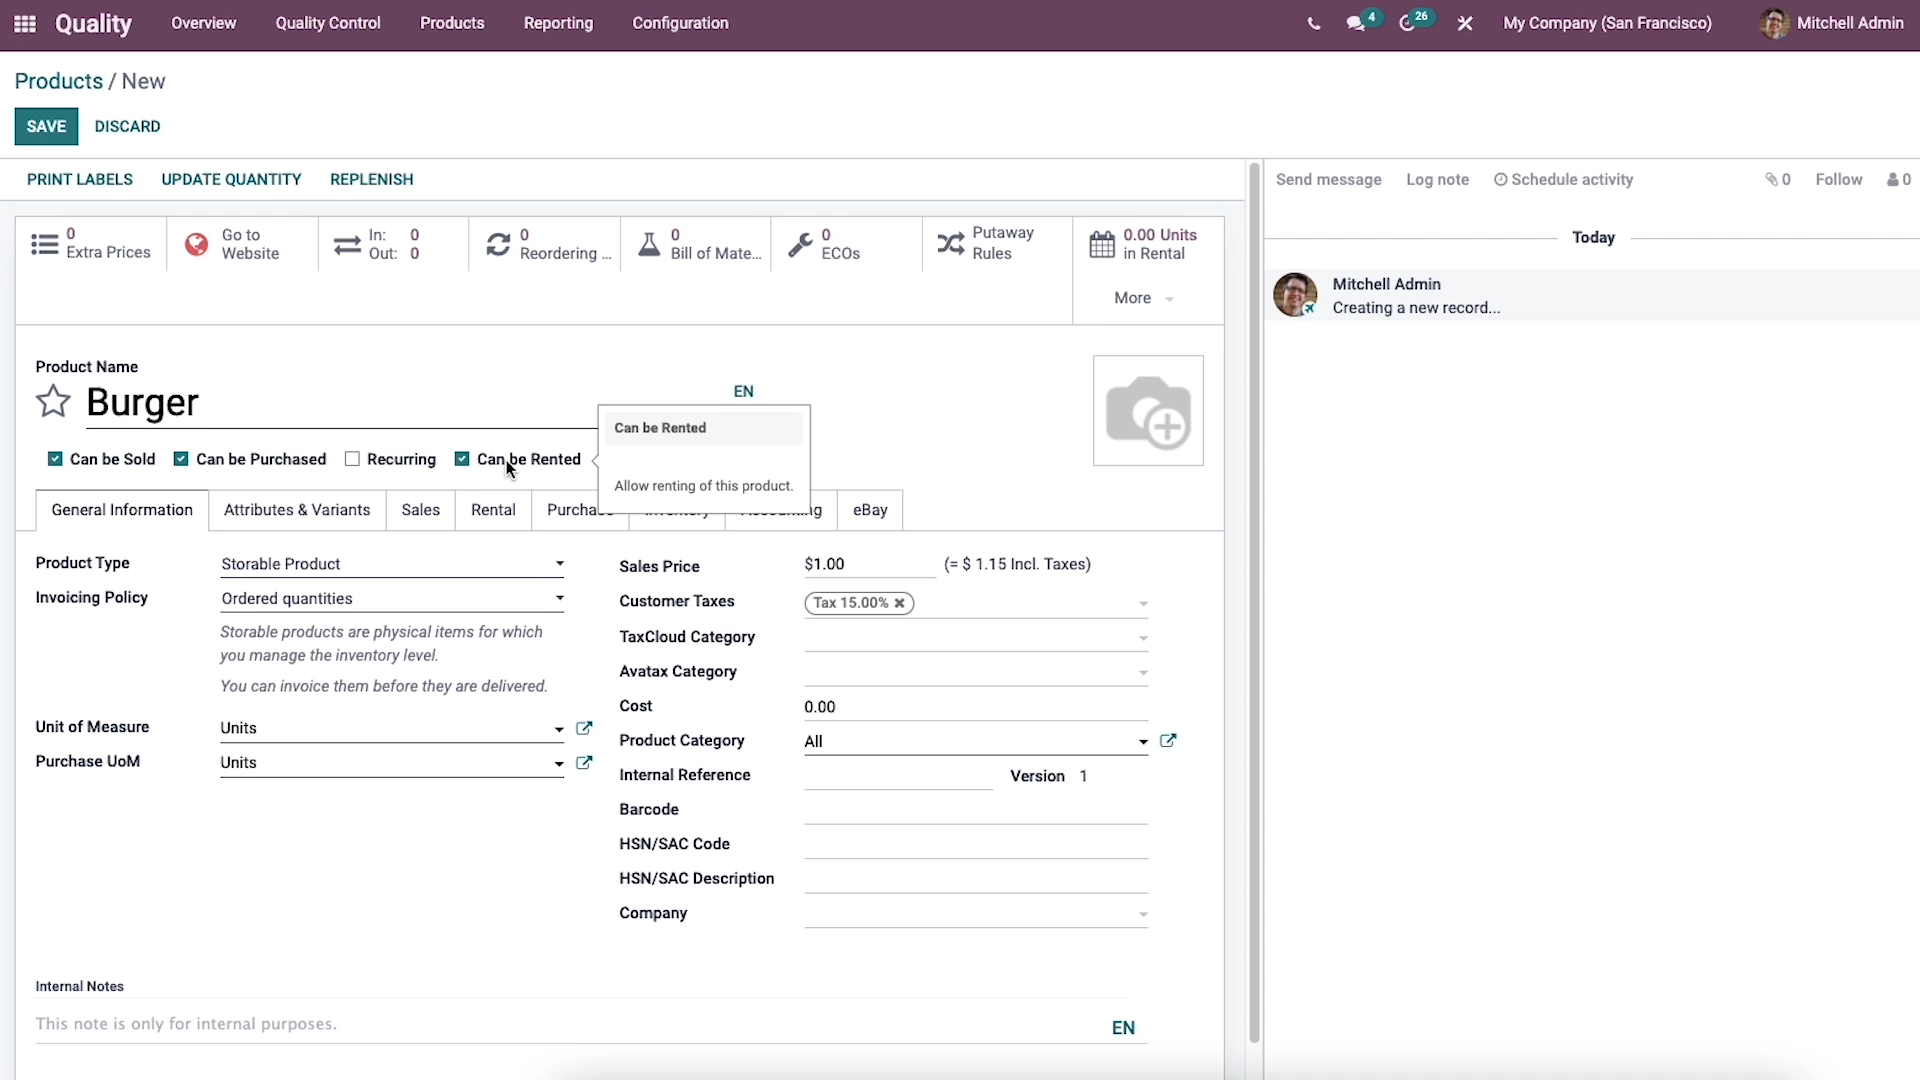 Quality Overview Quality Control Products Reporting Configuration 4 26 My Company (San Francisco) Mitchell Admin
Products / New
SAVE DISCARD
PRINT LABELS UPDATE QUANTITY REPLENISH
Send message Log note Schedule activity 0 Follow 0
0 Extra Prices
Go to Website
In: 0
Out: 0
0 Reordering ...
0 Bill of Mate...
0 ECOs
Putaway Rules
0.00 Units in Rental
More
Today
Mitchell Admin
Creating a new record...
Product Name
Burger
EN
Can be Sold Can be Purchased Recurring Can be Rented
Can be Rented
Allow renting of this product.
General Information Attributes & Variants Sales Rental Purchase Inventory Accounting eBay
Product Type Storable Product
Invoicing Policy Ordered quantities
Storable products are physical items for which
you manage the inventory level.
You can invoice them before they are delivered.
Unit of Measure Units
Purchase UoM Units
Sales Price $1.00 (= $ 1.15 Incl. Taxes)
Customer Taxes Tax 15.00% ✖
TaxCloud Category
Avatax Category
Cost 0.00
Product Category All
Internal Reference Version 1
Barcode
HSN/SAC Code
HSN/SAC Description
Company
Internal Notes
This note is only for internal purposes.
EN